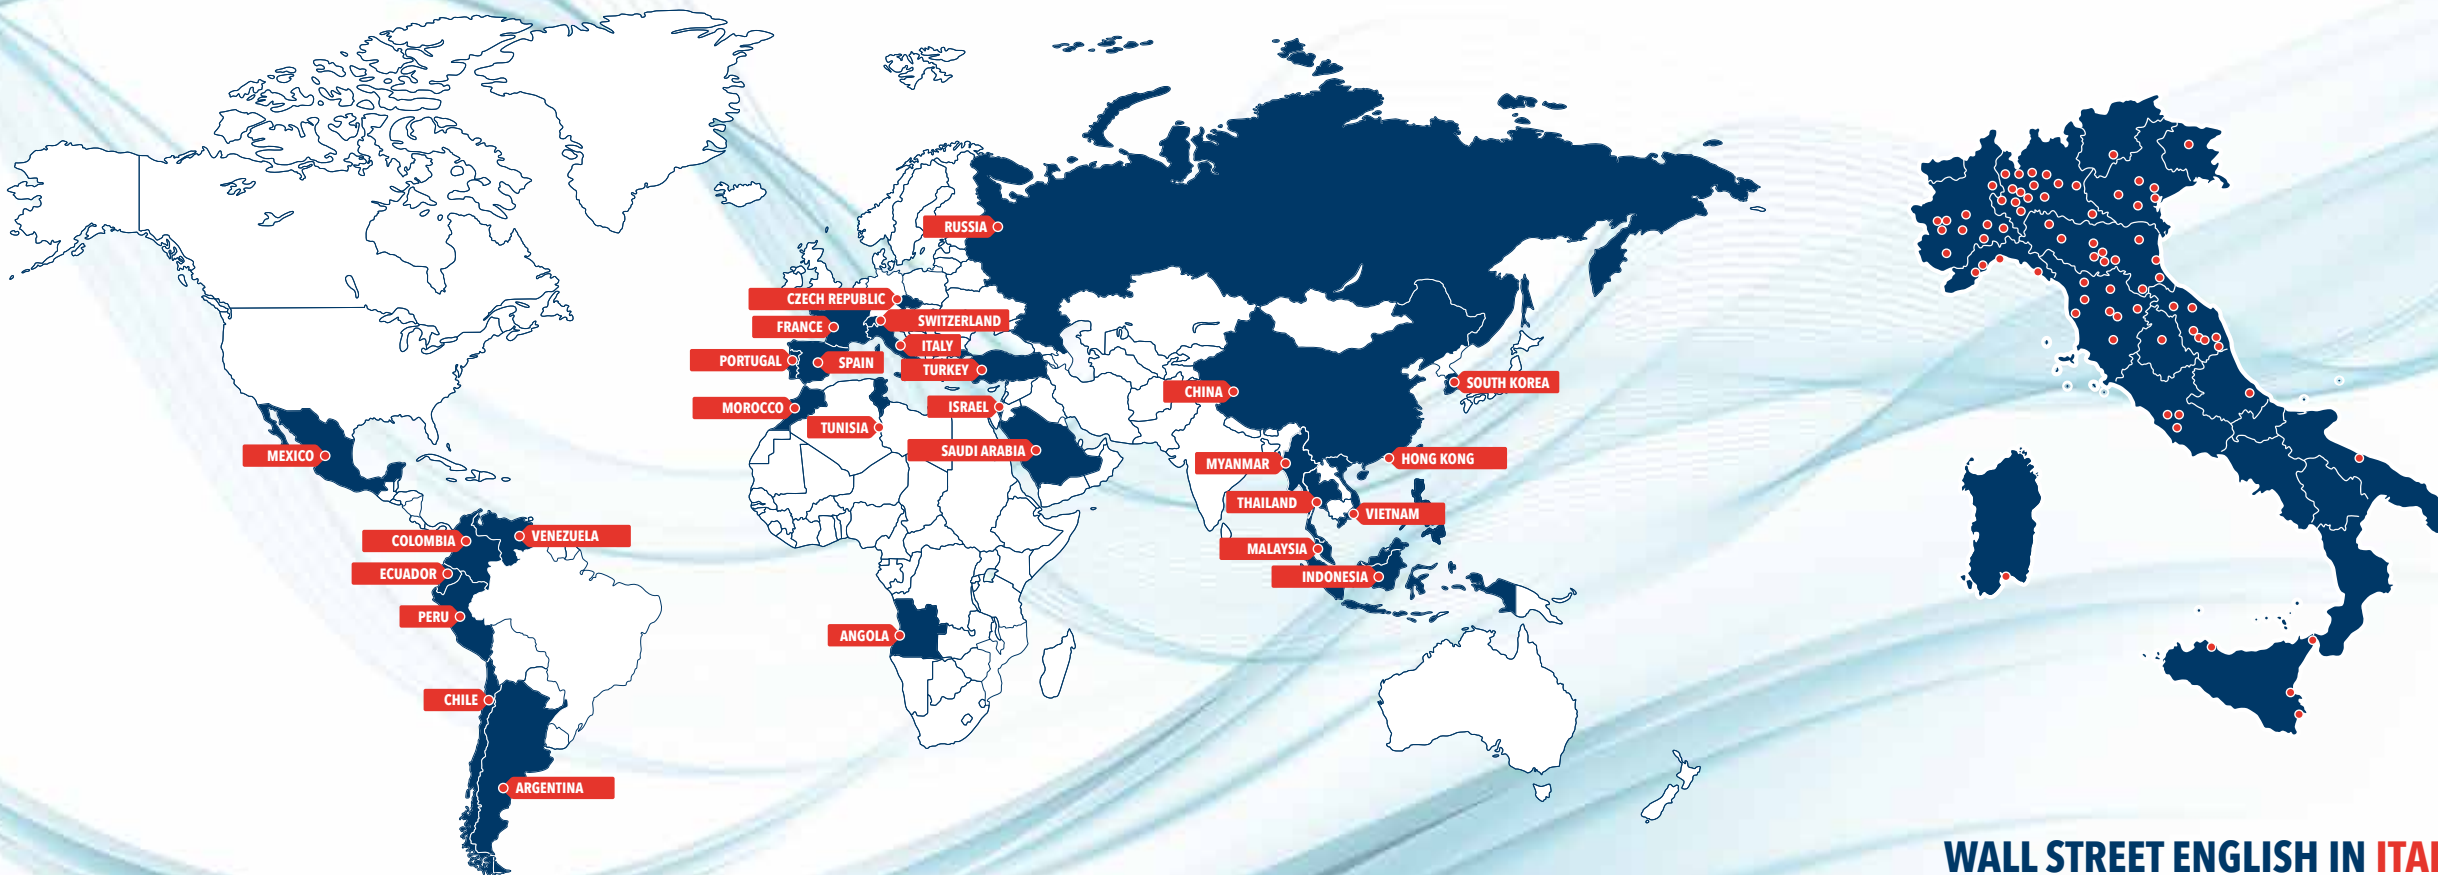 RUSSIA
CZECH REPUBLIC
SWITZERLAND
FRANCE
ITALY
PORTUGAL
SPAIN
TURKEY
SOUTH KOREA
CHINA
MOROCCO
ISRAEL
TUNISIA
SAUDI ARABIA
MEXICO
MYANMAR
HONG KONG
THAILAND
VIETNAM
COLOMBIA
VENEZUELA
MALAYSIA
ECUADOR
INDONESIA
PERU
ANGOLA
CHILE
ARGENTINA
WALL STREET ENGLISH IN